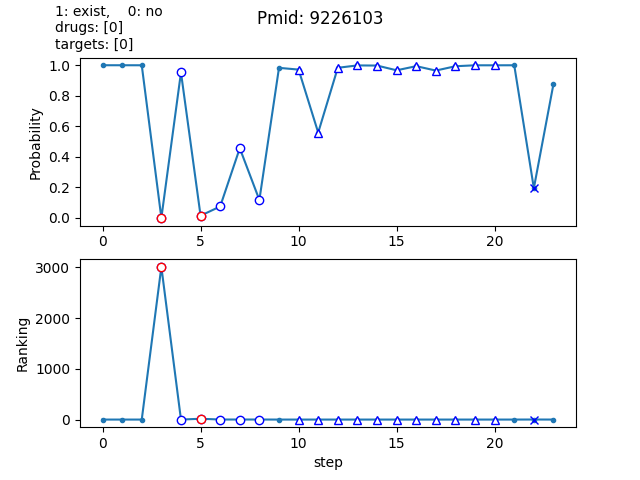 1: exist,    0: no
drugs: [0]
targets: [0]
Pmid: 9226103
Probability
1.0
0.8
0.6
0.4
0.2
0.0
0 5 10 15 20
Ranking
3000
2000
1000
0
0 5 10 15 20
step